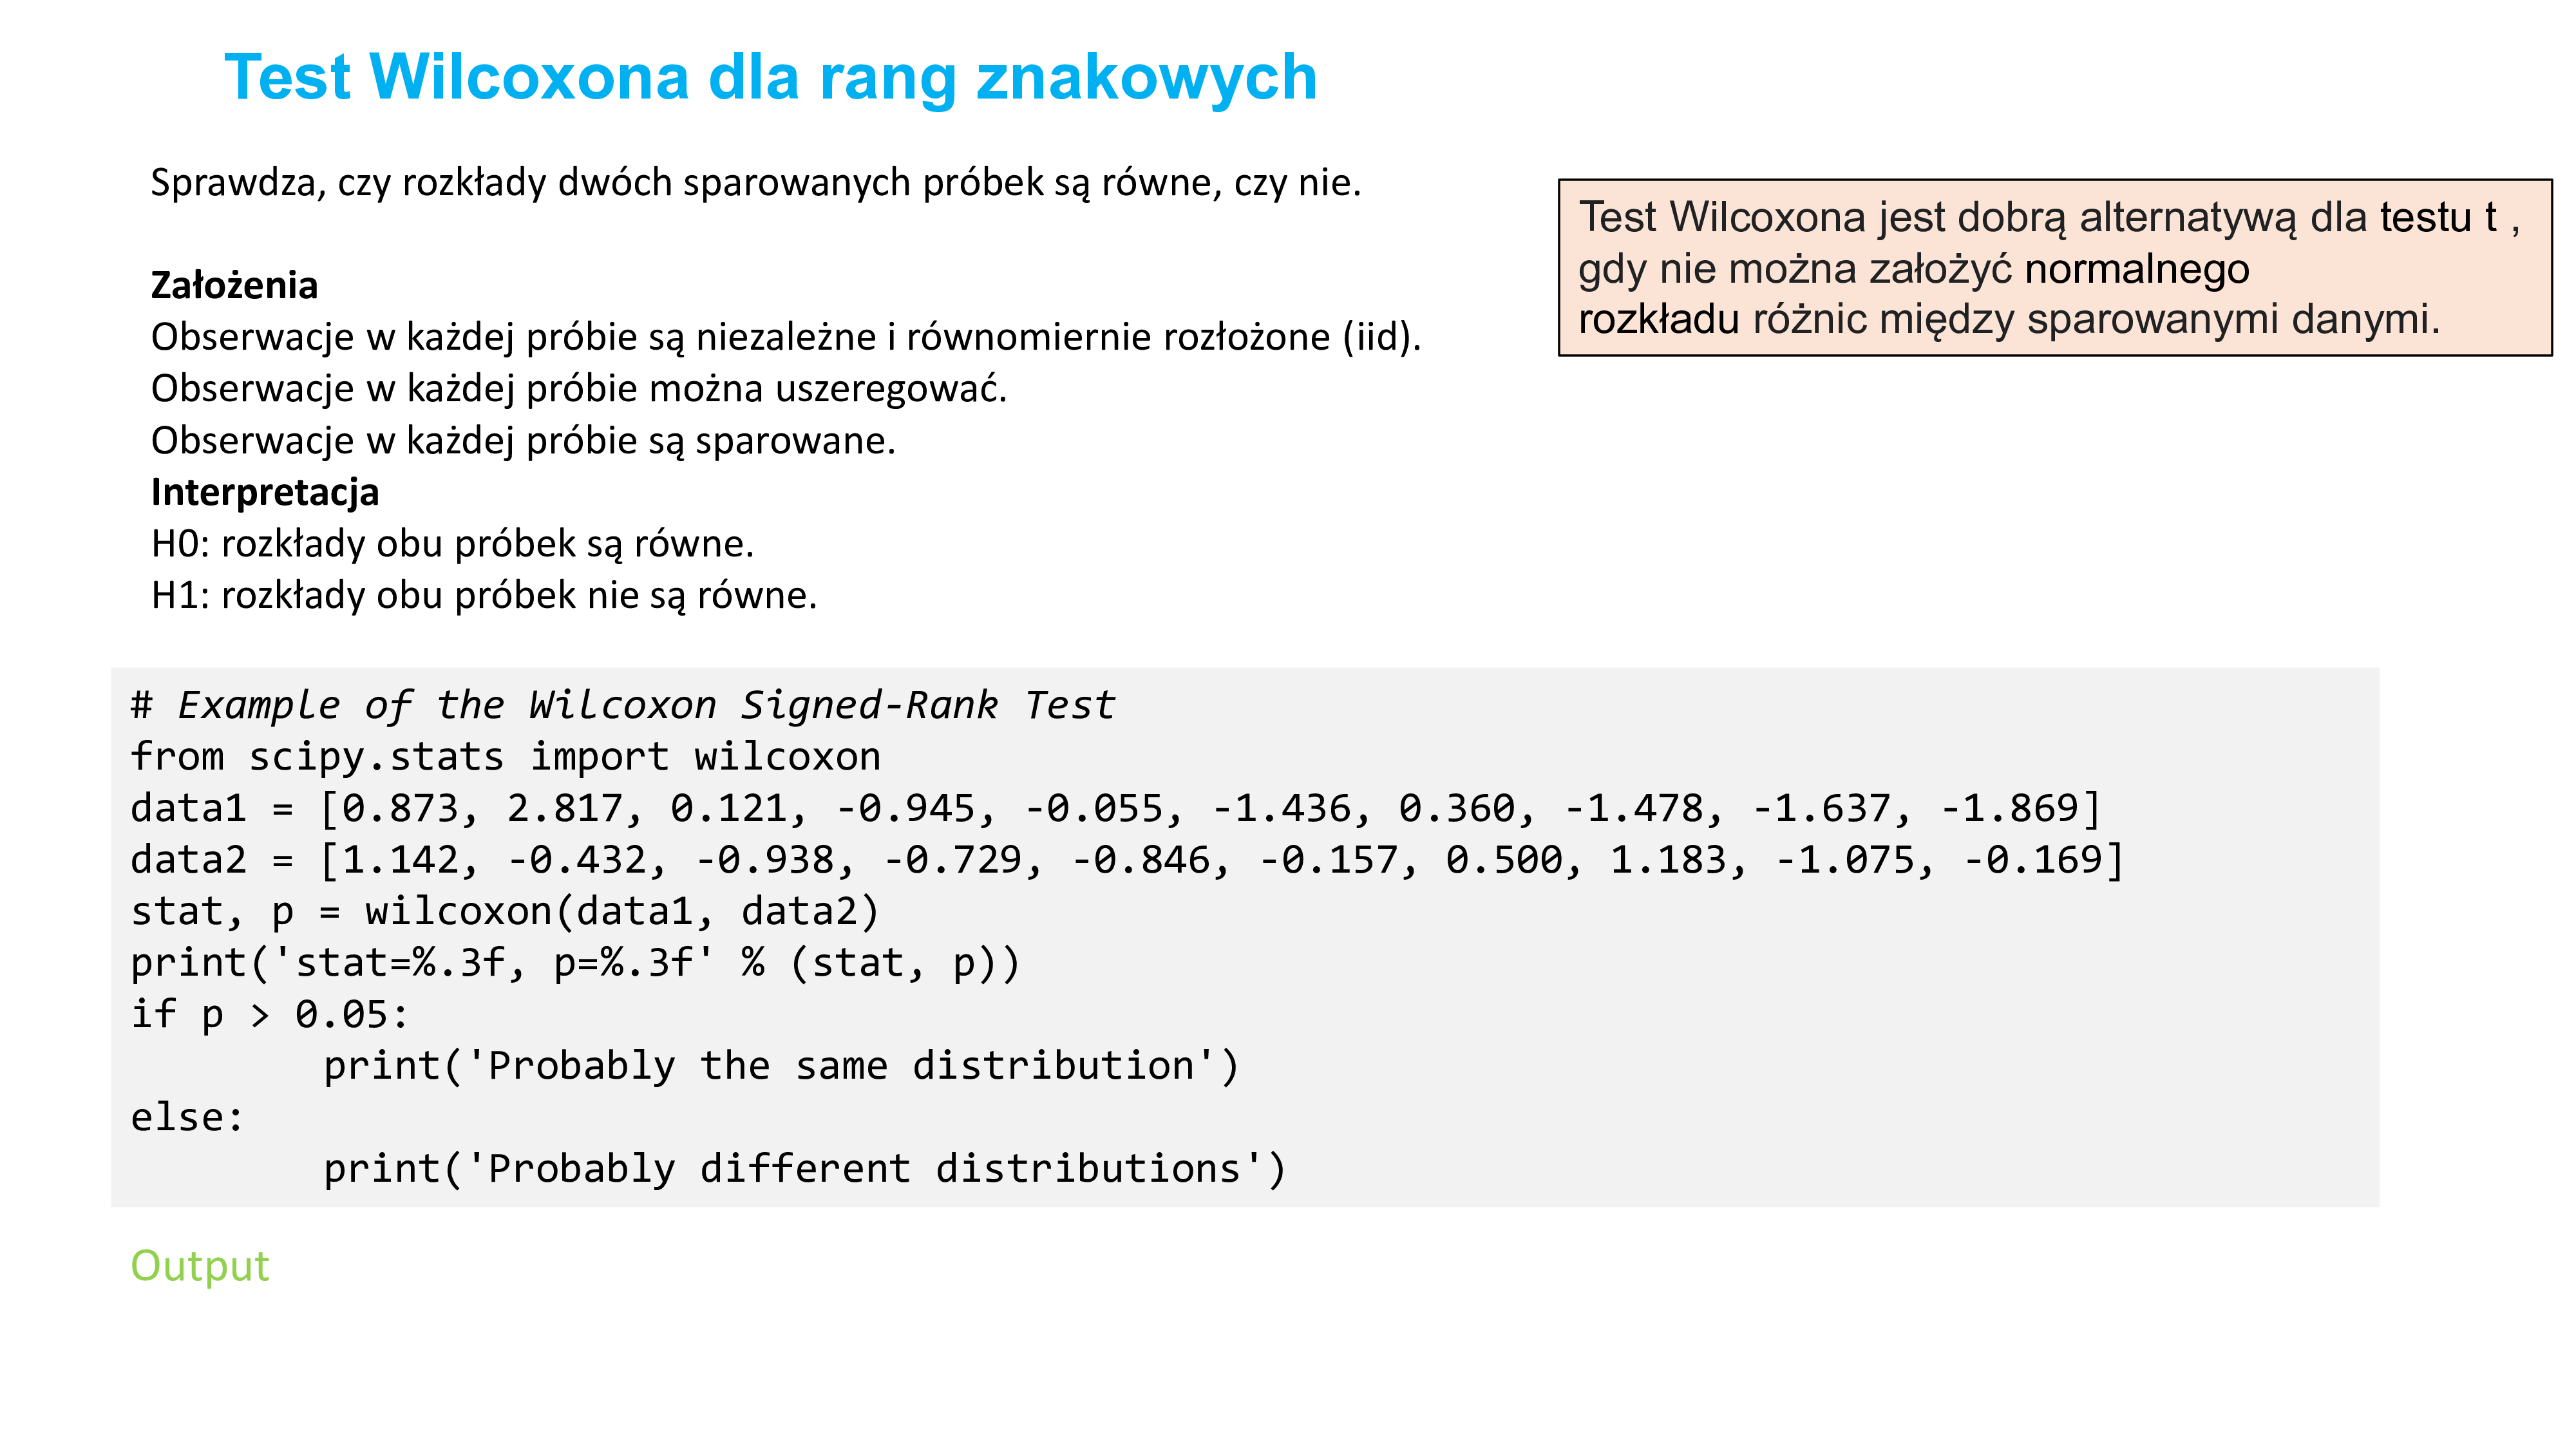 Test Wilcoxona dla rang znakowych
Sprawdza, czy rozkłady dwóch sparowanych próbek są równe, czy nie.
Test Wilcoxona jest dobrą alternatywą dla testu t ,
gdy nie można założyć normalnego
rozkładu różnic między sparowanymi danymi.
Założenia
Obserwacje w każdej próbie są niezależne i równomiernie rozłożone (iid).
Obserwacje w każdej próbie można uszeregować.
Obserwacje w każdej próbie są sparowane.
Interpretacja
H0: rozkłady obu próbek są równe.
H1: rozkłady obu próbek nie są równe.
# Example of the Wilcoxon Signed-Rank Test
from scipy.stats import wilcoxon
data1 = [0.873, 2.817, 0.121, -0.945, -0.055, -1.436, 0.360, -1.478, -1.637, -1.869]
data2 = [1.142, -0.432, -0.938, -0.729, -0.846, -0.157, 0.500, 1.183, -1.075, -0.169]
stat, p = wilcoxon(data1, data2)
print('stat=%.3f, p=%.3f' % (stat, p))
if p > 0.05:
print('Probably the same distribution')
else:
print('Probably different distributions')
Output